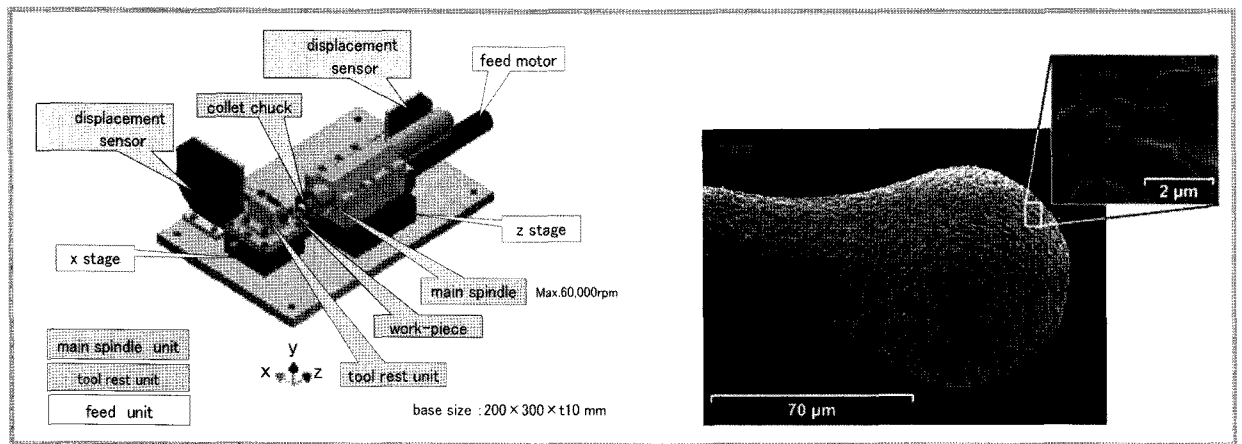 displacement
sensor
feed motor
collet chuck
displacement
sensor
z stage
x stage
main spindle
Max.60,000rpm
work-piece
main spindle unit
tool rest unit
feed unit
y
x
z
tool rest unit
base size : 200 × 300 × t10 mm
2 µm
70 µm